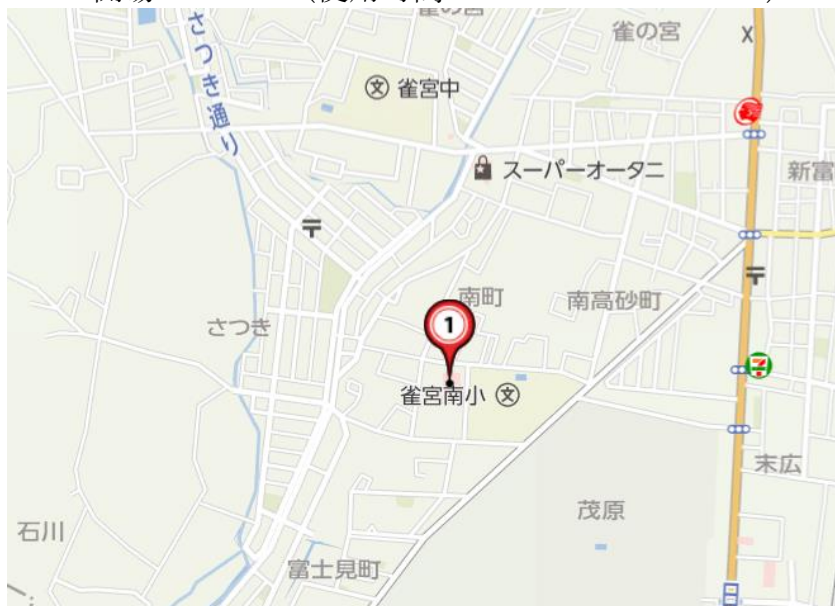 雀の宮
X
さつき通り
雀宮中
スーパーオータニ
新富
南町
南高砂町
さつき
1
雀宮南小
7
末広
茂原
石川
富士見町